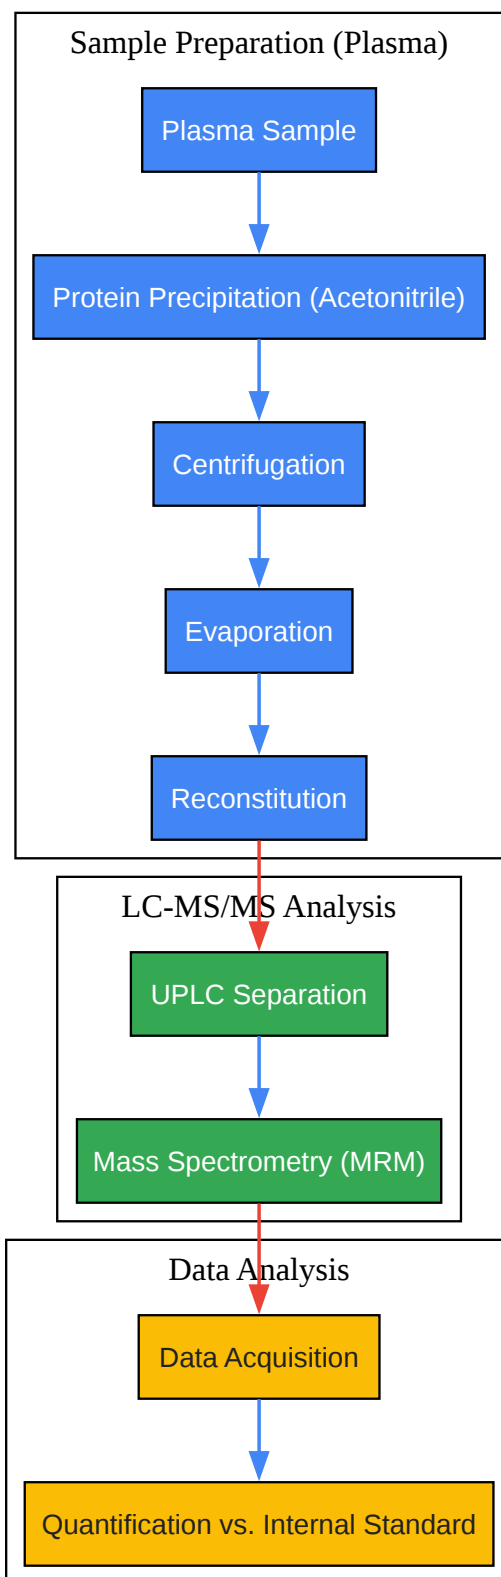 Sample Preparation (Plasma)
Plasma Sample
Protein Precipitation (Acetonitrile)
Centrifugation
Evaporation
Reconstitution
LC-MS/MS Analysis
UPLC Separation
Mass Spectrometry (MRM)
Data Analysis
Data Acquisition
Quantification vs. Internal Standard